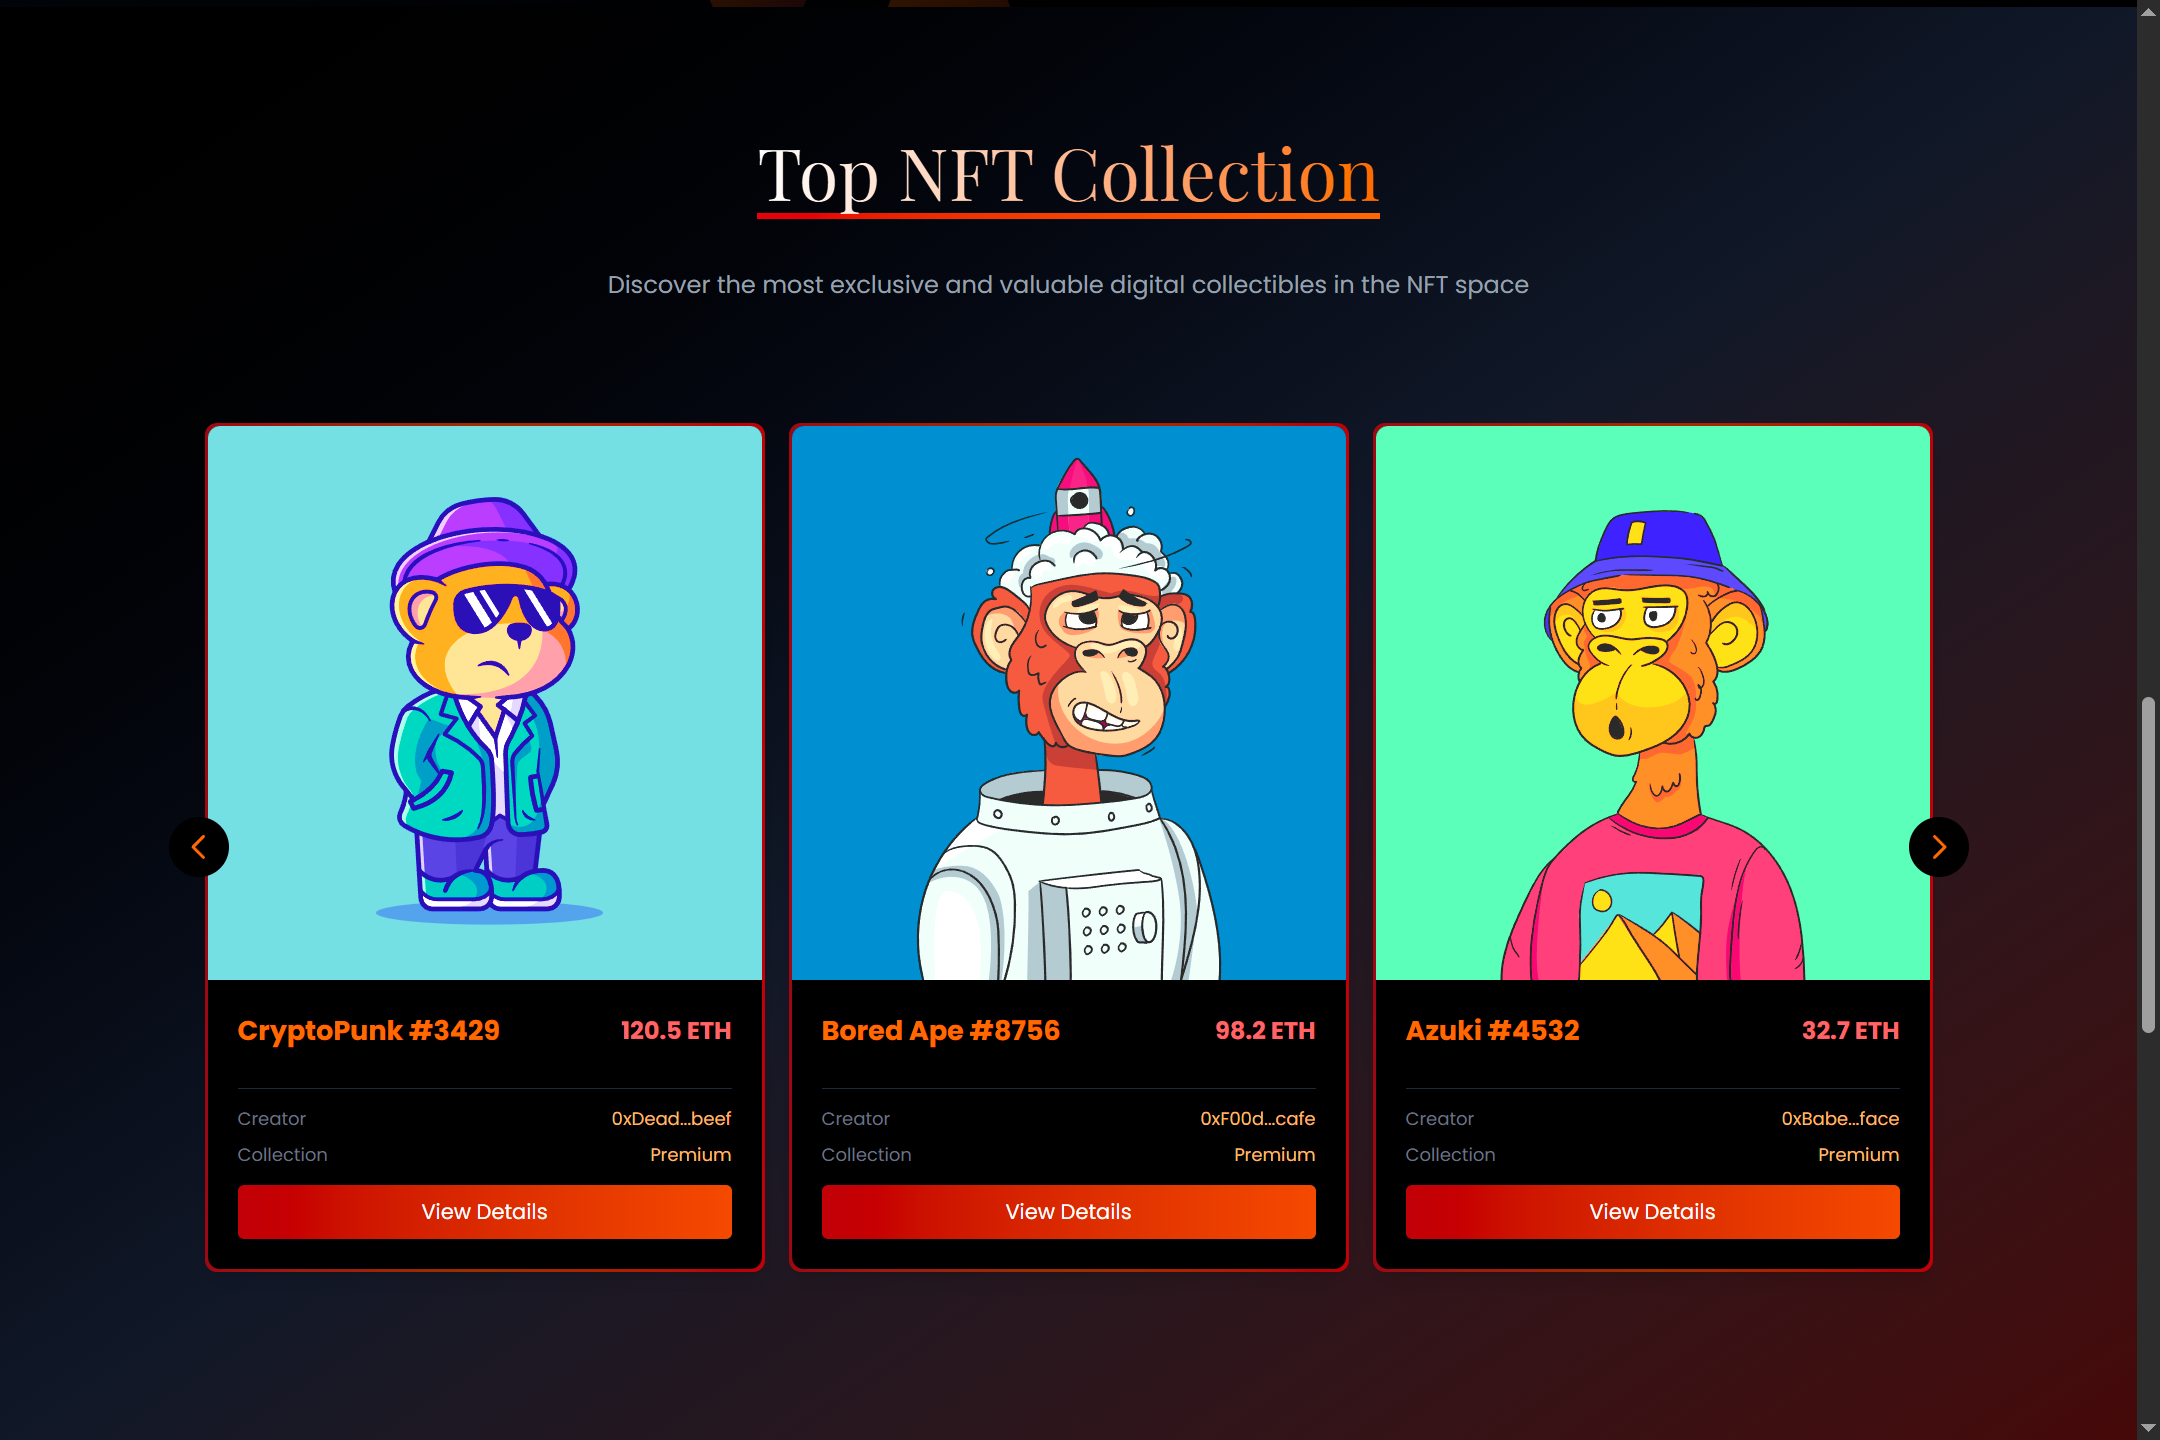 Top NFT Collection
Discover the most exclusive and valuable digital collectibles in the NFT space
CryptoPunk #3429 120.5 ETH
Creator 0xDead...beef
Collection Premium
View Details
Bored Ape #8756 98.2 ETH
Creator 0xF00d...cafe
Collection Premium
View Details
Azuki #4532 32.7 ETH
Creator 0xBabe...face
Collection Premium
View Details